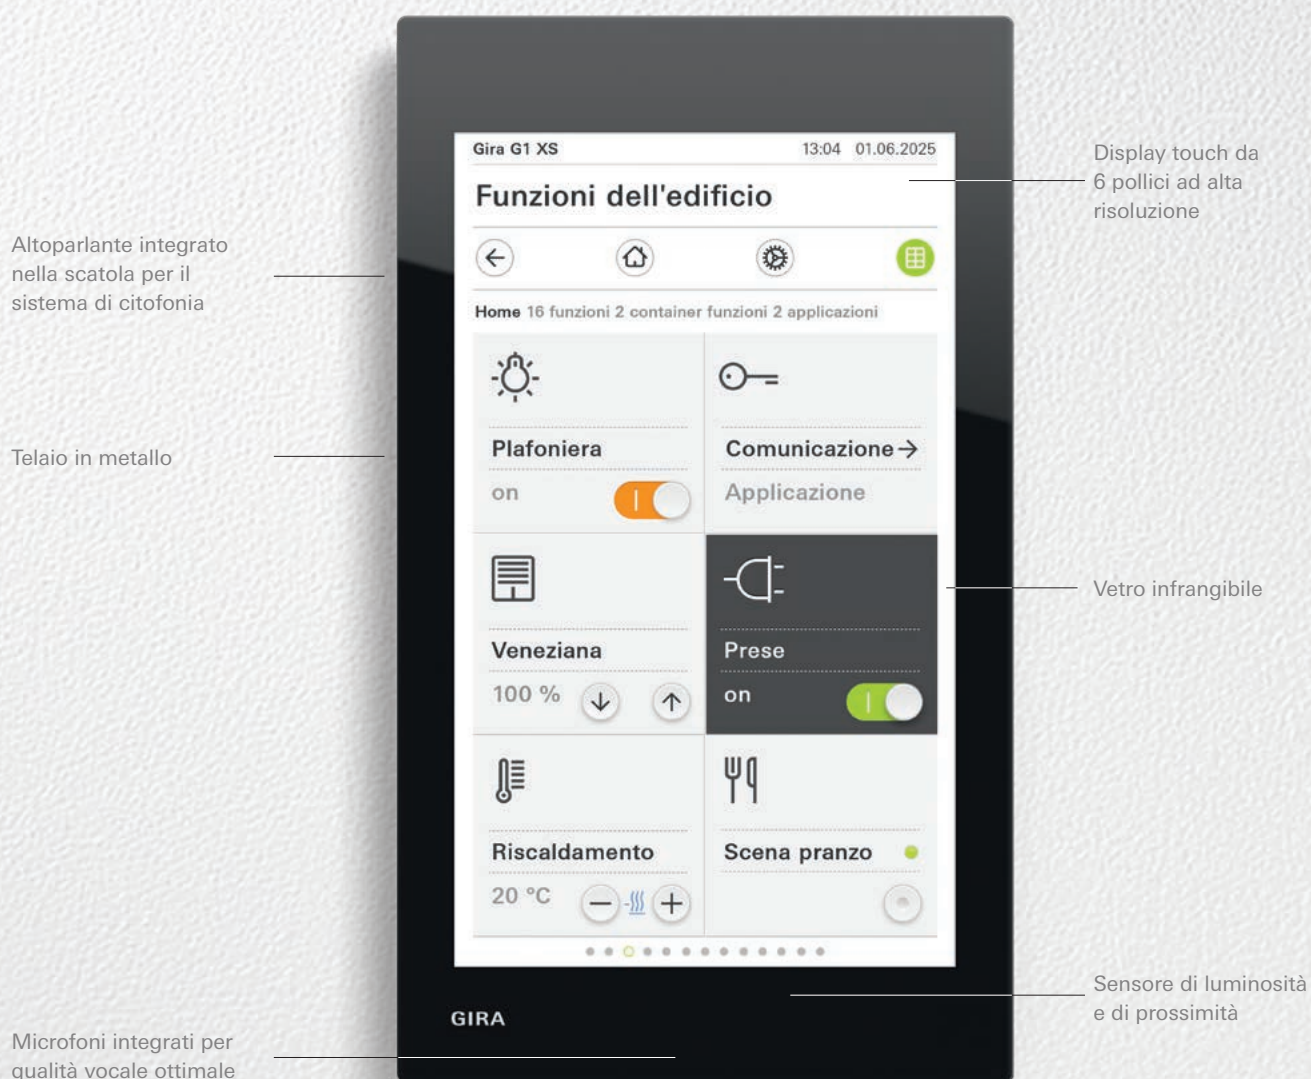 Gira G1 XS 13:04 01.06.2025
Funzioni dell'edificio
Home 16 funzioni 2 container funzioni 2 applicazioni
Plafoniera
on
Comunicazione→
Applicazione
Veneziana
100 %
Prese
on
Riscaldamento
20 °C
Scena pranzo
GIRA
Altoparlante integrato
nella scatola per il
sistema di citofonia
Telaio in metallo
Microfoni integrati per
qualità vocale ottimale
Display touch da
6 pollici ad alta
risoluzione
Vetro infrangibile
Sensore di luminosità
e di prossimità